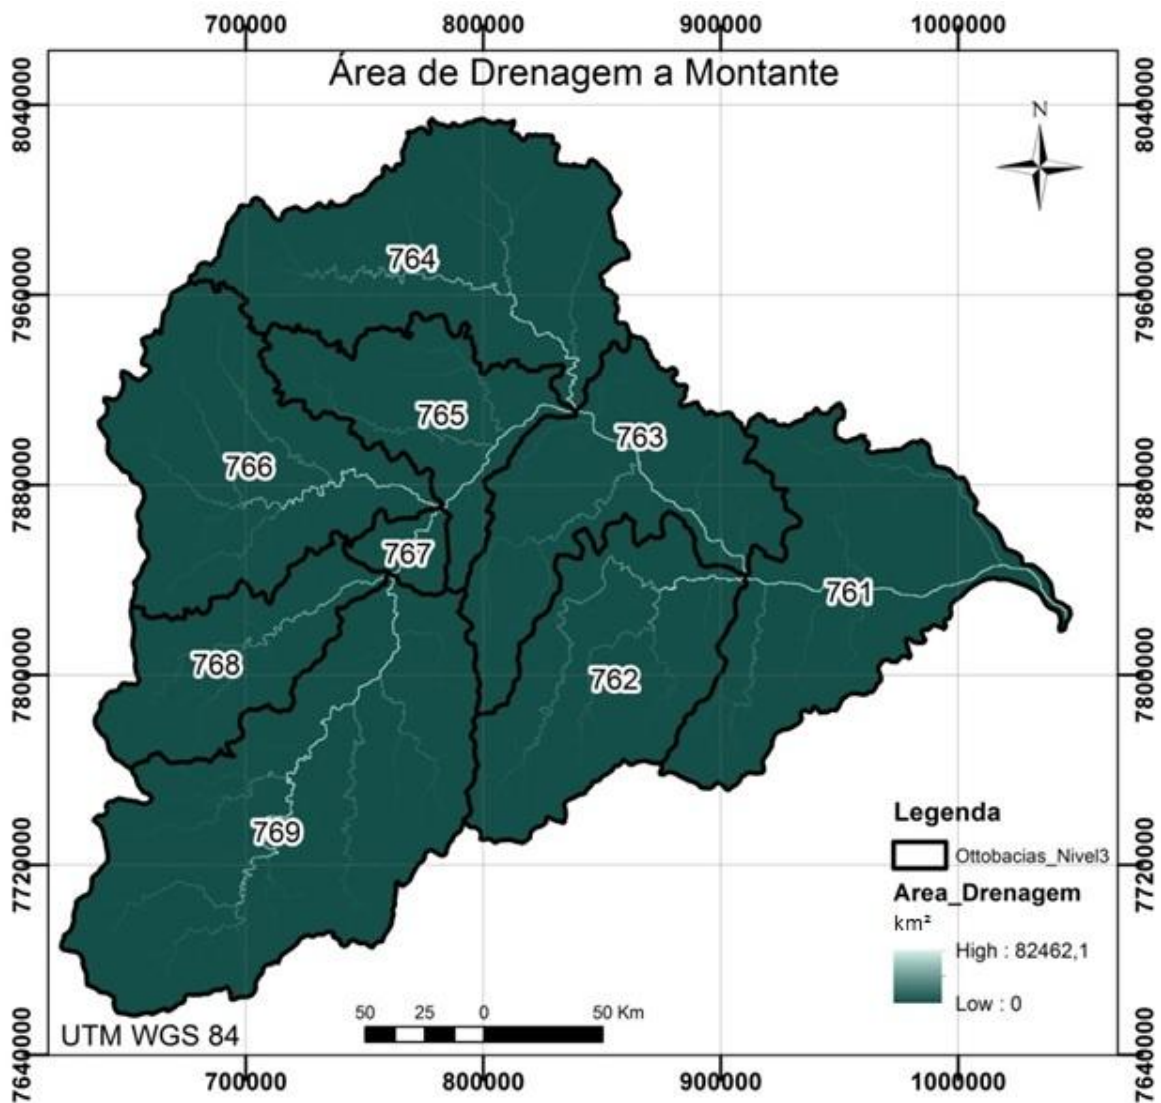 700000 800000 900000 1000000
Área de Drenagem a Montante
8040000 8040000
N
764
7960000 7960000
765
763
766
7880000 7880000
767
761
768
762
7800000 7800000
Legenda
769
Ottobacias_Nivel3
7720000 7720000
Area_Drenagem
km²
High : 82462,1
Low : 0
50 25 0 50 Km
UTM WGS 84
7640000 7640000
700000 800000 900000 1000000